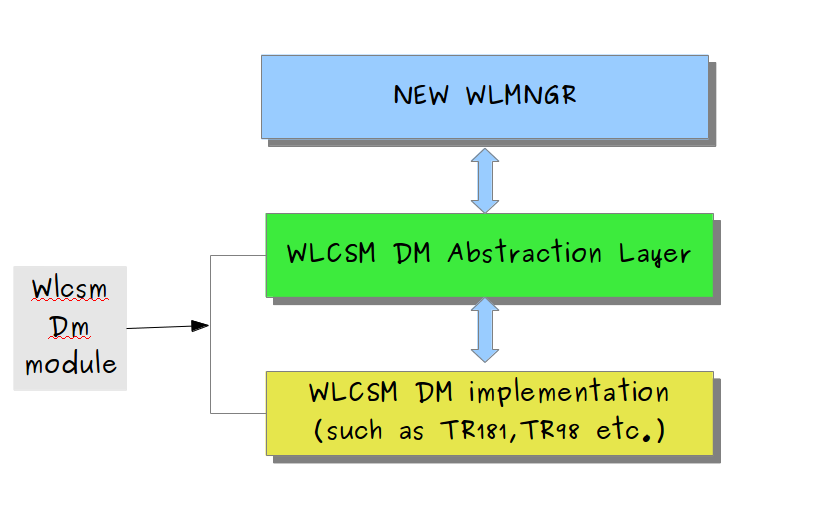 NEW WLMNGR
WLCSM DM Abstraction Layer
Wlcsm
Dm
module
WLCSM DM implementation
(such as TR181,TR98 etc.)